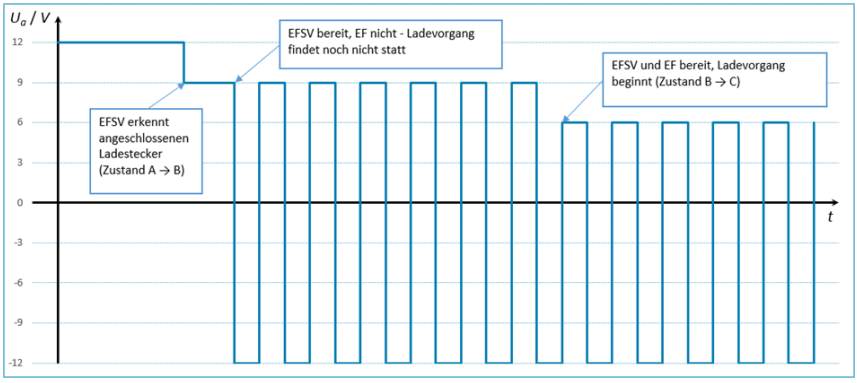 Uₐ / V
12
9
6
3
0
-3
-6
-9
-12
EFSV bereit, EF nicht - Ladevorgang
findet noch nicht statt
EFSV und EF bereit, Ladevorgang
beginnt (Zustand B → C)
EFSV erkennt
angeschlossenen
Ladestecker
(Zustand A → B)
t